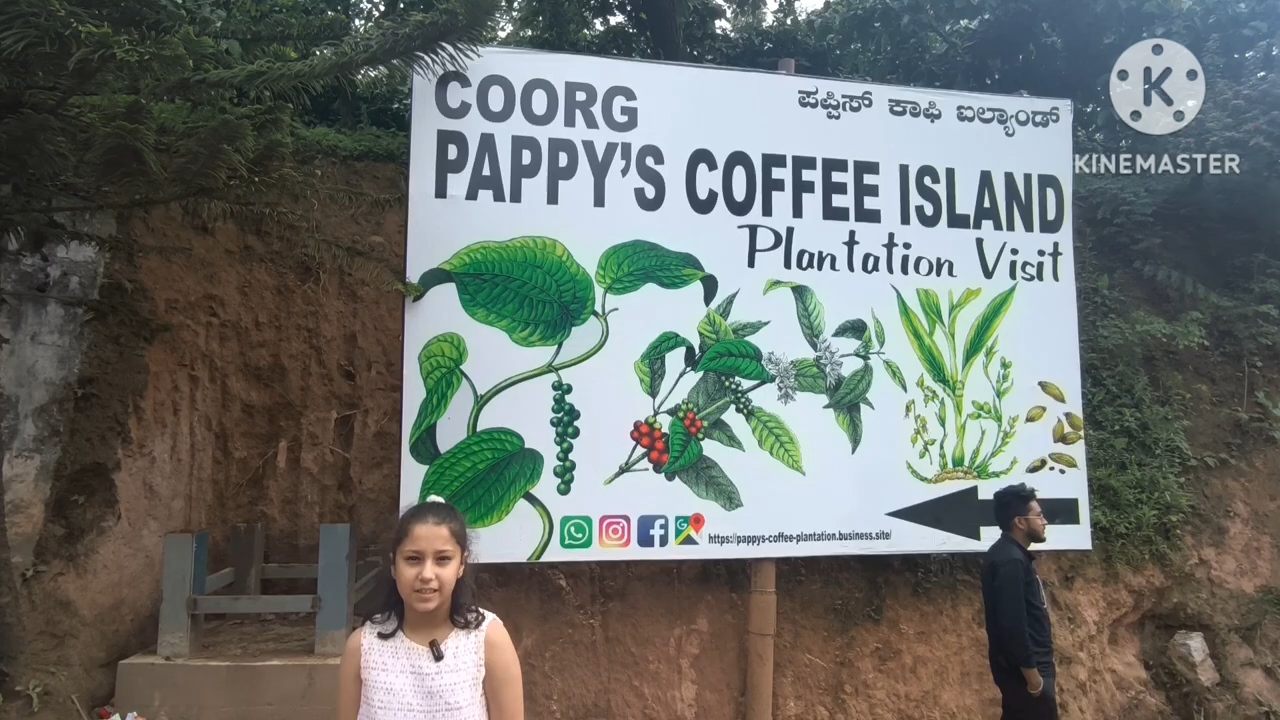 COORG
ಪಪ್ಪಿಸ್ ಕಾಫಿ ಐಲ್ಯಾಂಡ್
PAPPY'S COFFEE ISLAND
Plantation Visit
https://pappys-coffee-plantation.business.site/
K
KINEMASTER